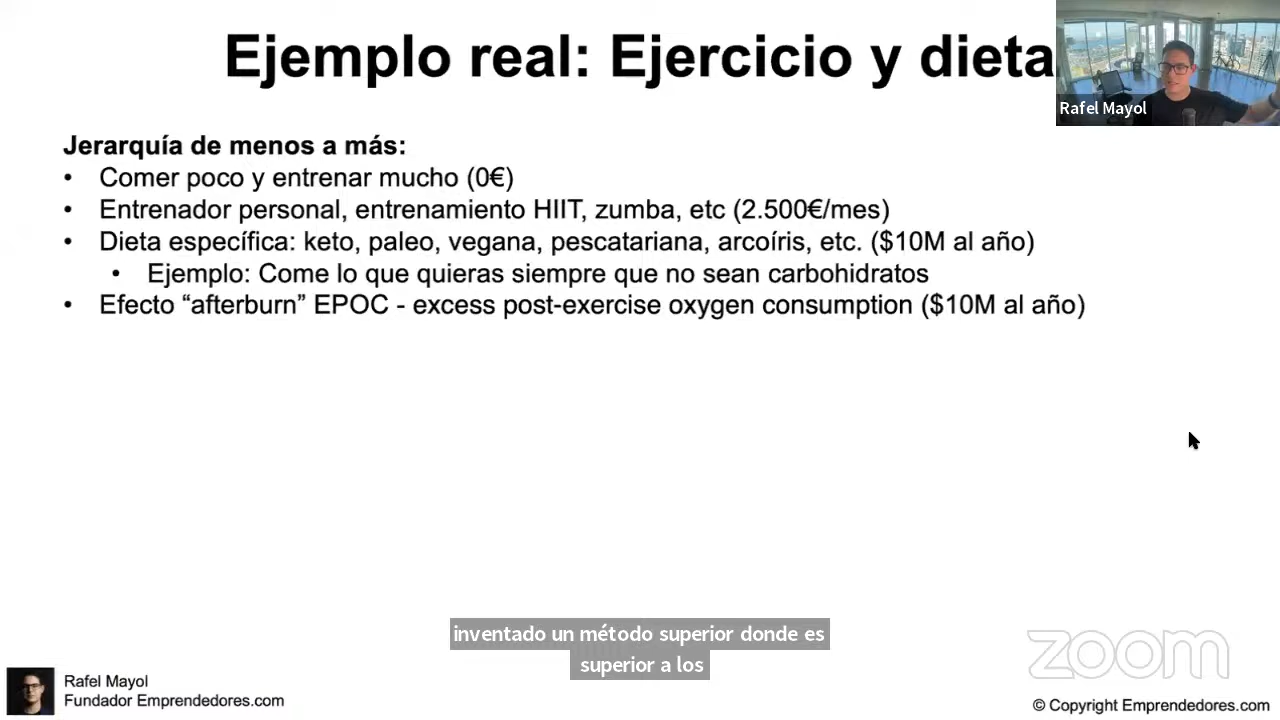 Ejemplo real: Ejercicio y dieta
Rafel Mayol
Jerarquía de menos a más:
• Comer poco y entrenar mucho (0€)
• Entrenador personal, entrenamiento HIIT, zumba, etc (2.500€/mes)
• Dieta específica: keto, paleo, vegana, pescatariana, arcoíris, etc. ($10M al año)
• Ejemplo: Come lo que quieras siempre que no sean carbohidratos
• Efecto “afterburn” EPOC - excess post-exercise oxygen consumption ($10M al año)
inventado un método superior donde es
superior a los
zoom
Rafel Mayol
Fundador Emprendedores.com
© Copyright Emprendedores.com